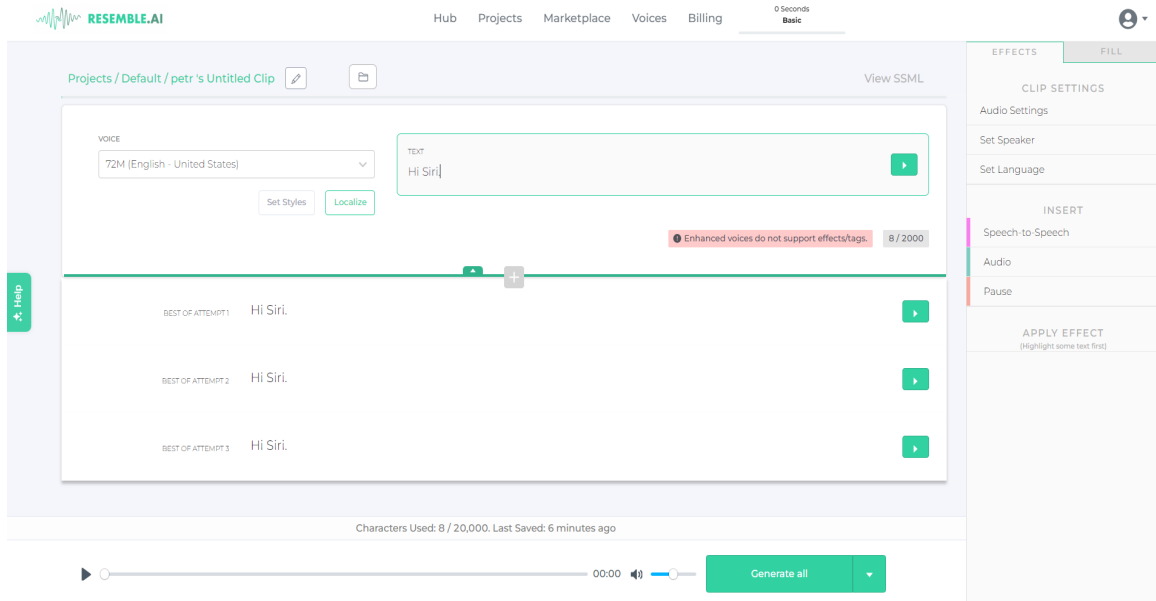 RESEMBLE.AI
Hub Projects Marketplace Voices Billing
0 Seconds
Basic
EFFECTS FILL
Projects / Default / petr 's Untitled Clip
View SSML
CLIP SETTINGS
Audio Settings
Set Speaker
Set Language
VOICE
72M (English - United States)
Set Styles Localize
TEXT
Hi Siri.
Enhanced voices do not support effects/tags. 8 / 2000
INSERT
Speech-to-Speech
Audio
Pause
APPLY EFFECT
(Highlight some text first)
Help
BEST OF ATTEMPT 1 Hi Siri.
BEST OF ATTEMPT 2 Hi Siri.
BEST OF ATTEMPT 3 Hi Siri.
Characters Used: 8 / 20,000. Last Saved: 6 minutes ago
00:00 Generate all